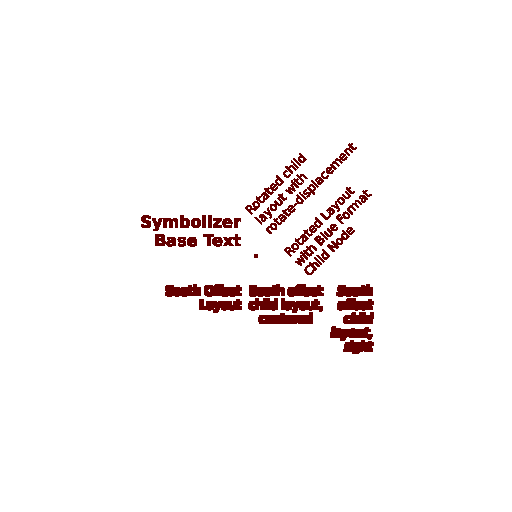 Rotated child
layout with
rotate-displacement
Symbolizer
Base Text
Rotated Layout
with Blue Format
Child Node
South Offset
Layout
South offset
child layout,
centered
South
offset
child
layout,
right